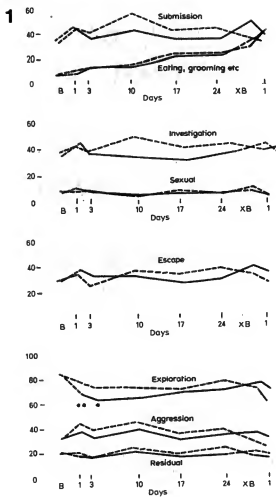 1
60
Submission
40
20
Eating, grooming etc
0
B 1 3 10 17 24 XB 1
Days
60
Investigation
40
20
Sexual
0
B 1 3 10 17 24 XB 1
Days
60
40
Escape
20
B 1 3 10 17 24 XB 1
Days
100
80
Exploration
60
40
Aggression
20
Residual
0
B 1 3 10 17 24 XB 1
Days